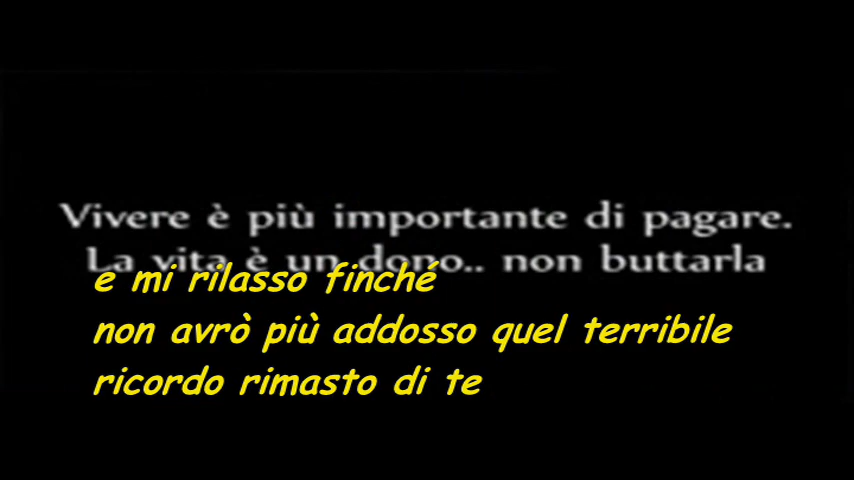 Vivere è più importante di pagare.
La vita è un dono.. non buttarla
e mi rilasso finché
non avrò più addosso quel terribile
ricordo rimasto di te